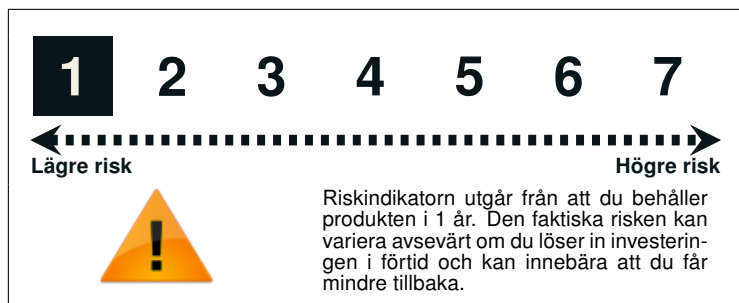 1 2 3 4 5 6 7
Lägre risk Högre risk
Riskindikatorn utgår från att du behåller
produkten i 1 år. Den faktiska risken kan
variera avsevärt om du löser in investerin-
gen i förtid och kan innebära att du får
mindre tillbaka.